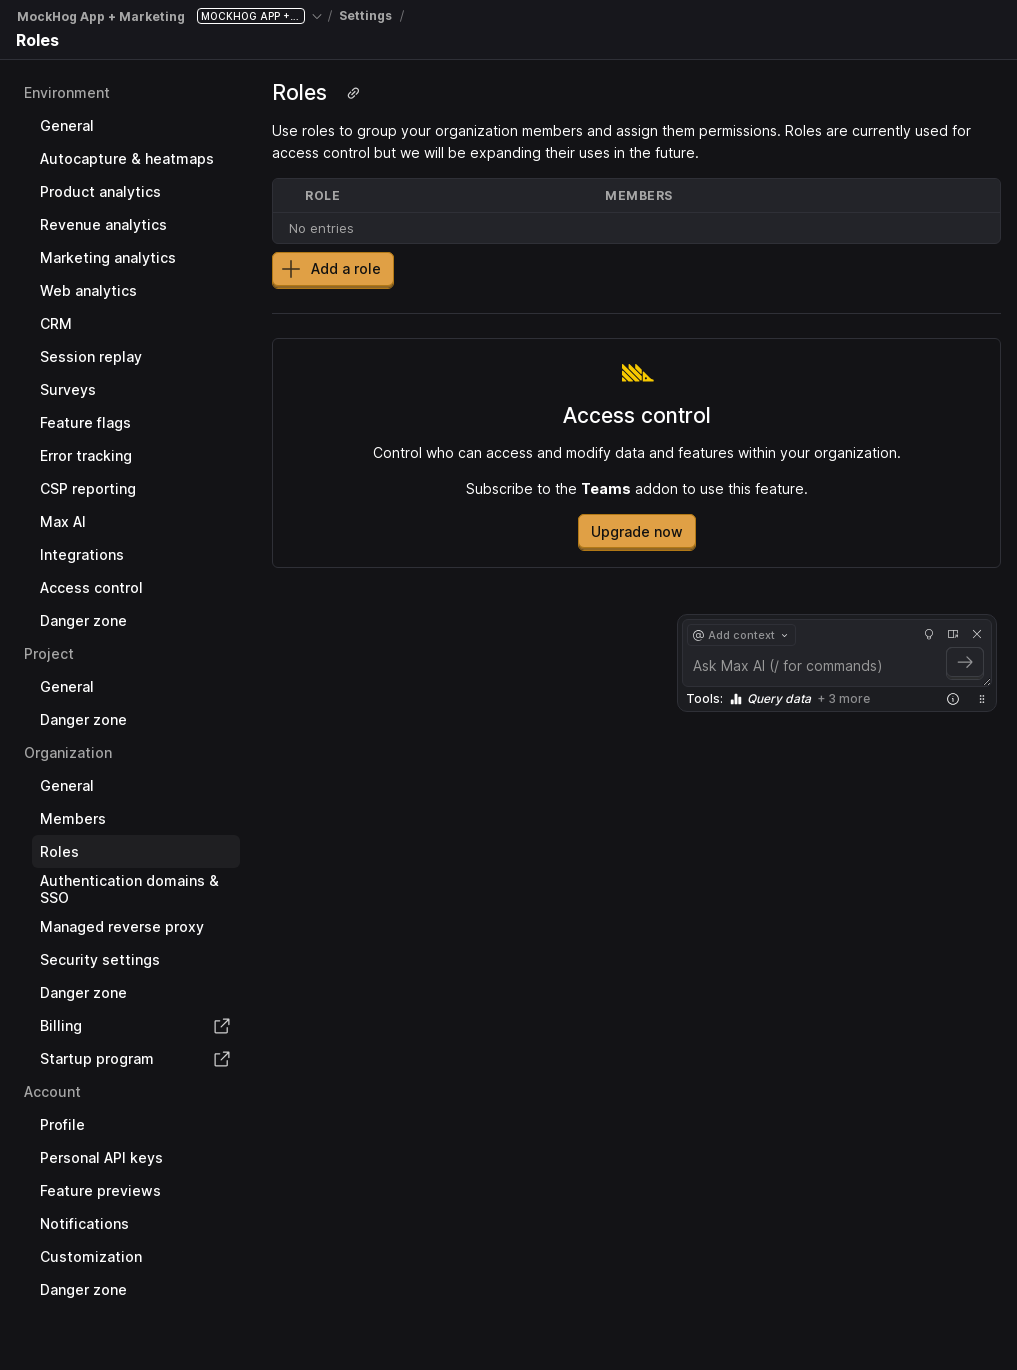 MockHog App + Marketing MOCKHOG APP +... / Settings /
Roles
Environment
General
Autocapture & heatmaps
Product analytics
Revenue analytics
Marketing analytics
Web analytics
CRM
Session replay
Surveys
Feature flags
Error tracking
CSP reporting
Max AI
Integrations
Access control
Danger zone
Project
General
Danger zone
Organization
General
Members
Roles
Authentication domains &
SSO
Managed reverse proxy
Security settings
Danger zone
Billing
Startup program
Account
Profile
Personal API keys
Feature previews
Notifications
Customization
Danger zone
Roles
Use roles to group your organization members and assign them permissions. Roles are currently used for
access control but we will be expanding their uses in the future.
ROLE MEMBERS
No entries
Add a role
Access control
Control who can access and modify data and features within your organization.
Subscribe to the Teams addon to use this feature.
Upgrade now
@ Add context
Ask Max AI (/ for commands)
Tools: Query data + 3 more